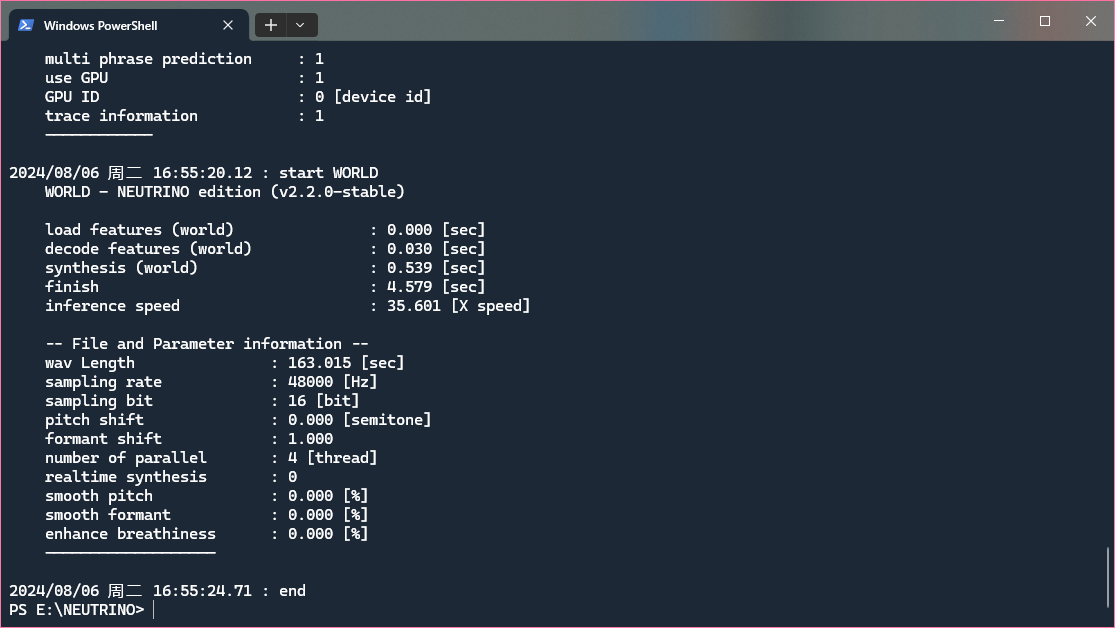 Windows PowerShell
multi phrase prediction     : 1
use GPU                     : 1
GPU ID                      : 0 [device id]
trace information           : 1
————————————
2024/08/06 周二 16:55:20.12 : start WORLD
WORLD - NEUTRINO edition (v2.2.0-stable)
load features (world)               : 0.000 [sec]
decode features (world)             : 0.030 [sec]
synthesis (world)                   : 0.539 [sec]
finish                              : 4.579 [sec]
inference speed                     : 35.601 [X speed]
-- File and Parameter information --
wav Length               : 163.015 [sec]
sampling rate            : 48000 [Hz]
sampling bit             : 16 [bit]
pitch shift              : 0.000 [semitone]
formant shift            : 1.000
number of parallel       : 4 [thread]
realtime synthesis       : 0
smooth pitch             : 0.000 [%]
smooth formant           : 0.000 [%]
enhance breathiness      : 0.000 [%]
———————————————————
2024/08/06 周二 16:55:24.71 : end
PS E:\NEUTRINO>